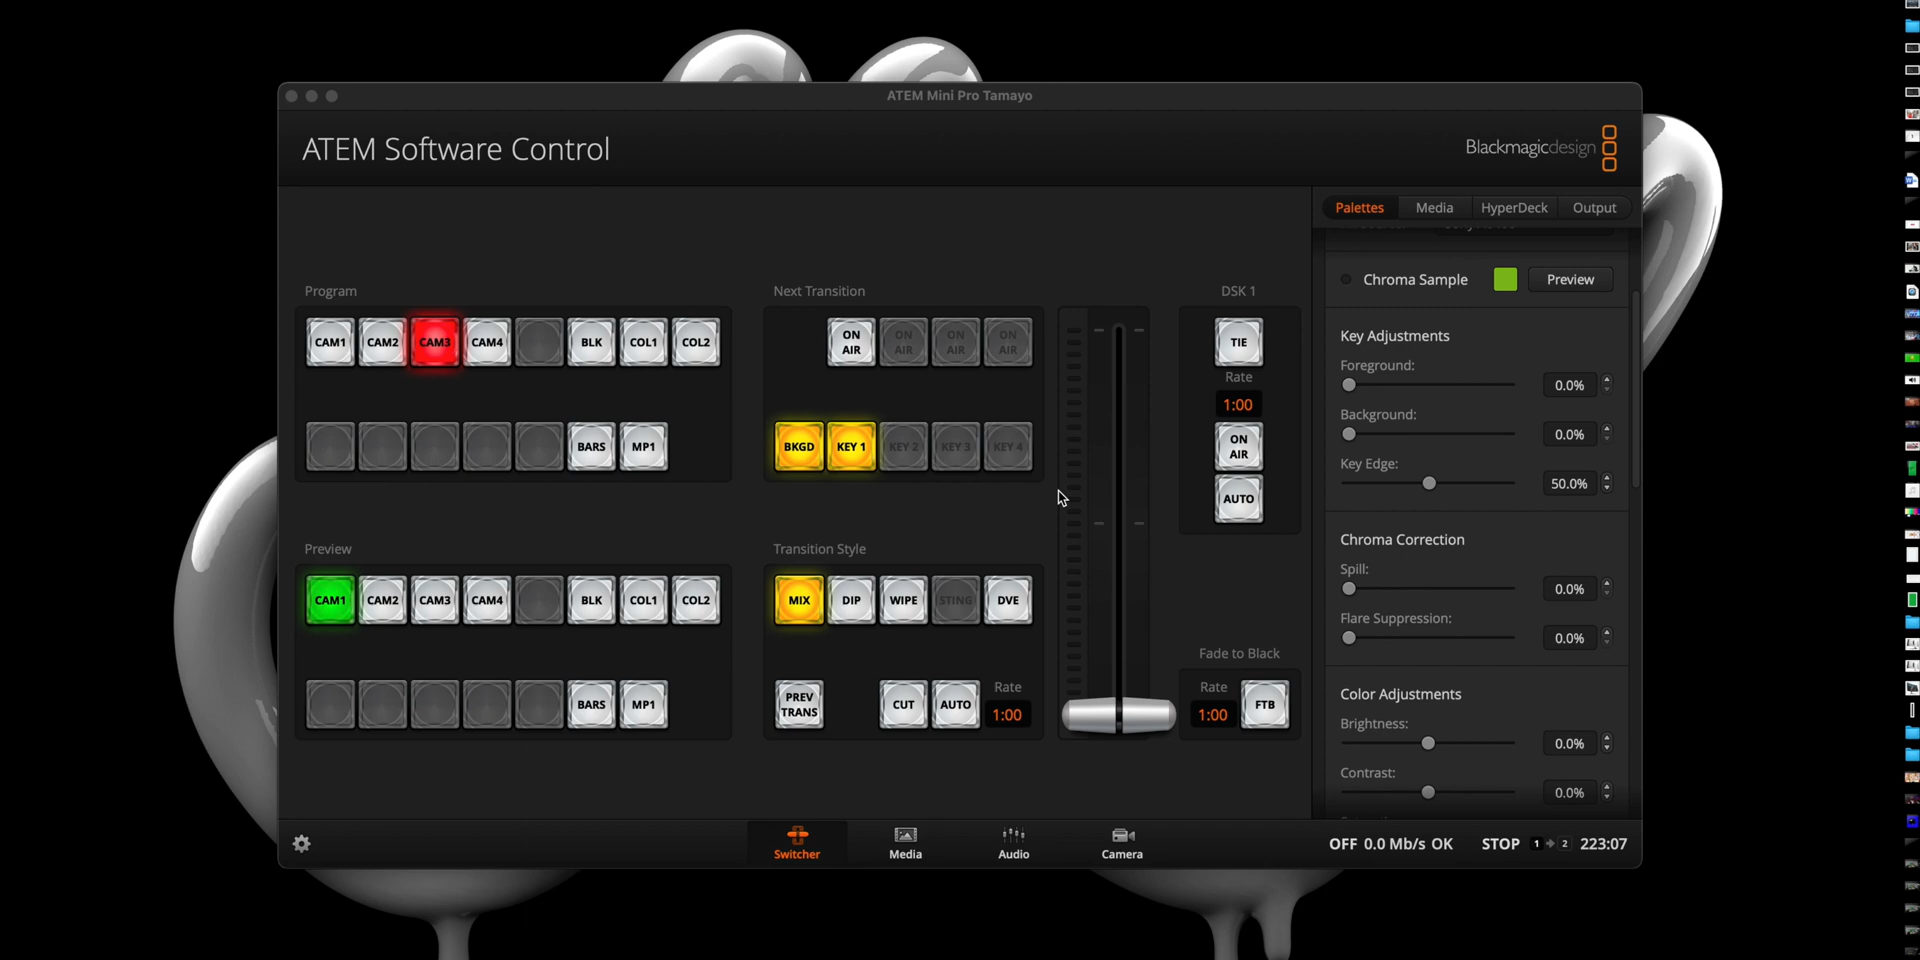 ATEM Mini Pro Tamayo
ATEM Software Control
Blackmagicdesign
Palettes Media HyperDeck Output
Chroma Sample Preview
Program
CAM1 CAM2 CAM3 CAM4 BLK COL1 COL2
BARS MP1
Next Transition
ON AIR ON AIR ON AIR ON AIR
BKGD KEY 1 KEY 2 KEY 3 KEY 4
DSK 1
TIE
Rate
1:00
ON AIR
AUTO
Preview
CAM1 CAM2 CAM3 CAM4 BLK COL1 COL2
BARS MP1
Transition Style
MIX DIP WIPE STING DVE
PREV TRANS CUT AUTO
Rate
1:00
Fade to Black
Rate
1:00 FTB
Key Adjustments
Foreground:
0.0%
Background:
0.0%
Key Edge:
50.0%
Chroma Correction
Spill:
0.0%
Flare Suppression:
0.0%
Color Adjustments
Brightness:
0.0%
Contrast:
0.0%
Switcher Media Audio Camera
OFF 0.0 Mb/s OK STOP 1 2 223:07